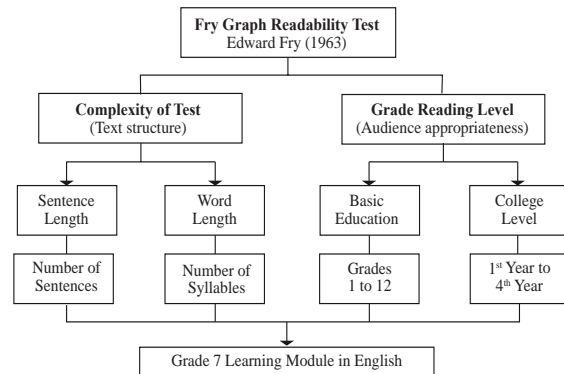 Fry Graph Readability Test
Edward Fry (1963)
Complexity of Test
(Text structure)
Grade Reading Level
(Audience appropriateness)
Sentence
Length
Word
Length
Basic
Education
College
Level
Number of
Sentences
Number of
Syllables
Grades
1 to 12
1st Year to
4th Year
Grade 7 Learning Module in English